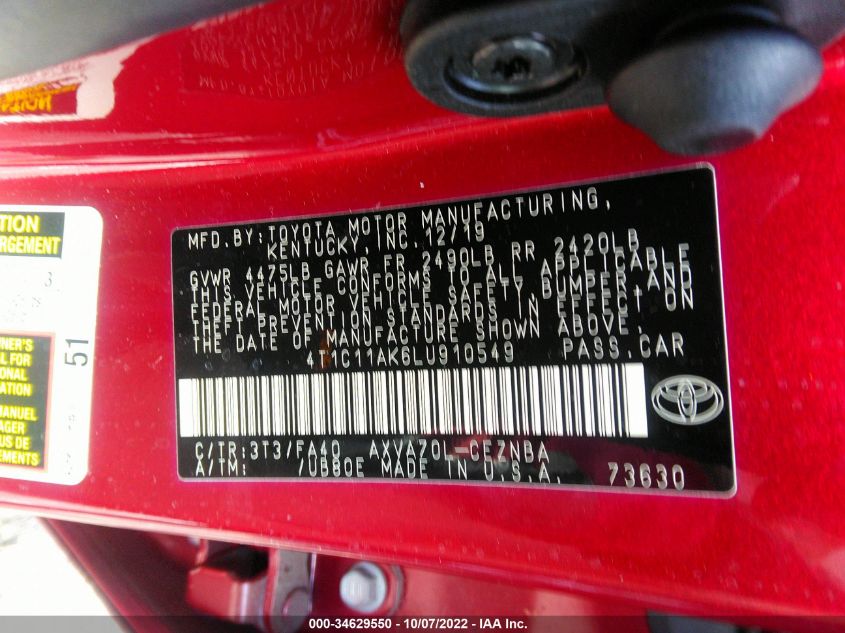 MFD. BY: TOYOTA MOTOR MANUFACTURING,
KENTUCKY, INC. 12/19
GVWR 4475LB GAWR FR 2490LB RR 2420LB
THIS VEHICLE CONFORMS TO ALL APPLICABLE
FEDERAL MOTOR VEHICLE SAFETY, BUMPER, AND
THEFT PREVENTION STANDARDS IN EFFECT ON
THE DATE OF MANUFACTURE SHOWN ABOVE.
4T1C11AK6LU910549 PASS. CAR
C/TR: 3T3/FA40 AXVA70L-CEZNBA
A/TM: /UB80E MADE IN U.S.A. 73630
51
MANUEL
000-34629550 - 10/07/2022 - IAA Inc.